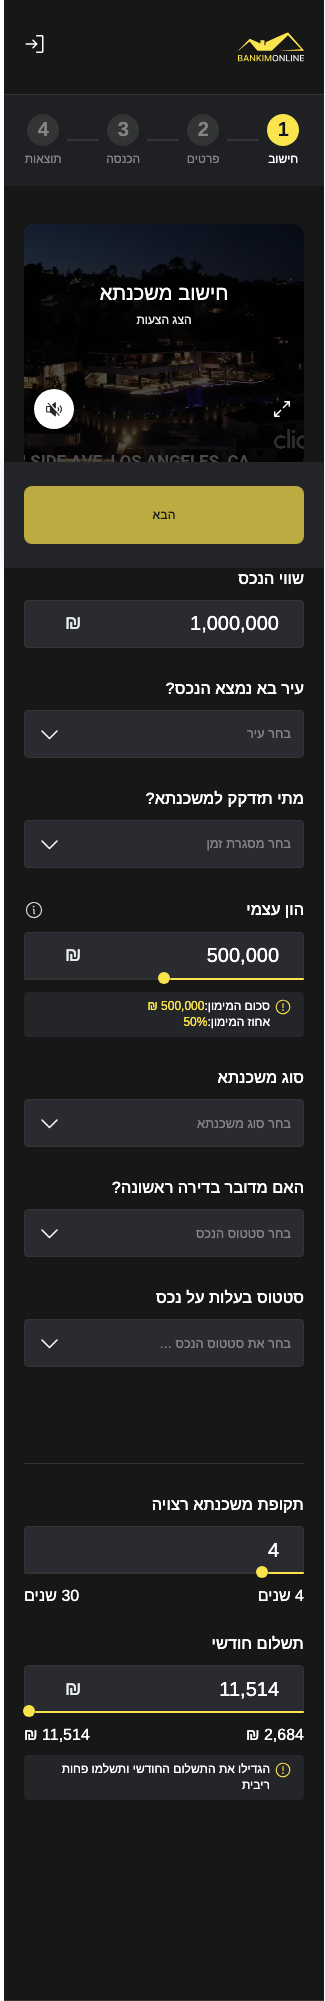 BANKIMONLINE
1
חישוב
2
פרטים
3
הכנסה
4
תוצאות
חישוב משכנתא
הצג הצעות
clic
SIDE AVE, LOS ANGELES, CA
הבא
שווי הנכס
1,000,000 ₪
עיר בא נמצא הנכס?
בחר עיר
מתי תזדקק למשכנתא?
בחר מסגרת זמן
הון עצמי
500,000 ₪
סכום המימון:500,000 ₪
אחוז המימון:50%
סוג משכנתא
בחר סוג משכנתא
האם מדובר בדירה ראשונה?
בחר סטטוס הנכס
סטטוס בעלות על נכס
בחר את סטטוס הנכס ...
תקופת משכנתא רצויה
4
4 שנים
30 שנים
תשלום חודשי
11,514 ₪
2,684 ₪
11,514 ₪
הגדילו את התשלום החודשי ותשלמו פחות
ריבית